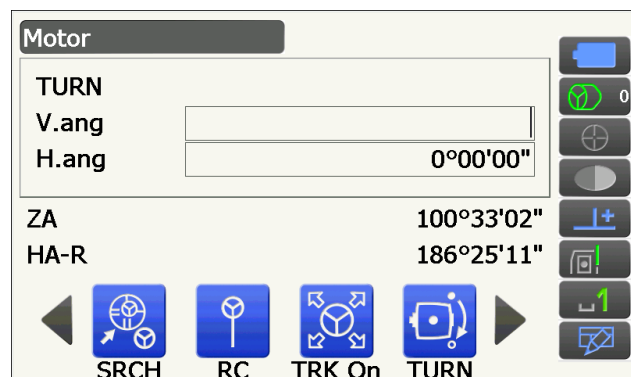 Motor
TURN
V.ang
H.ang 0°00'00"
0
ZA 100°33'02"
HA-R 186°25'11"
1
SRCH RC TRK On TURN